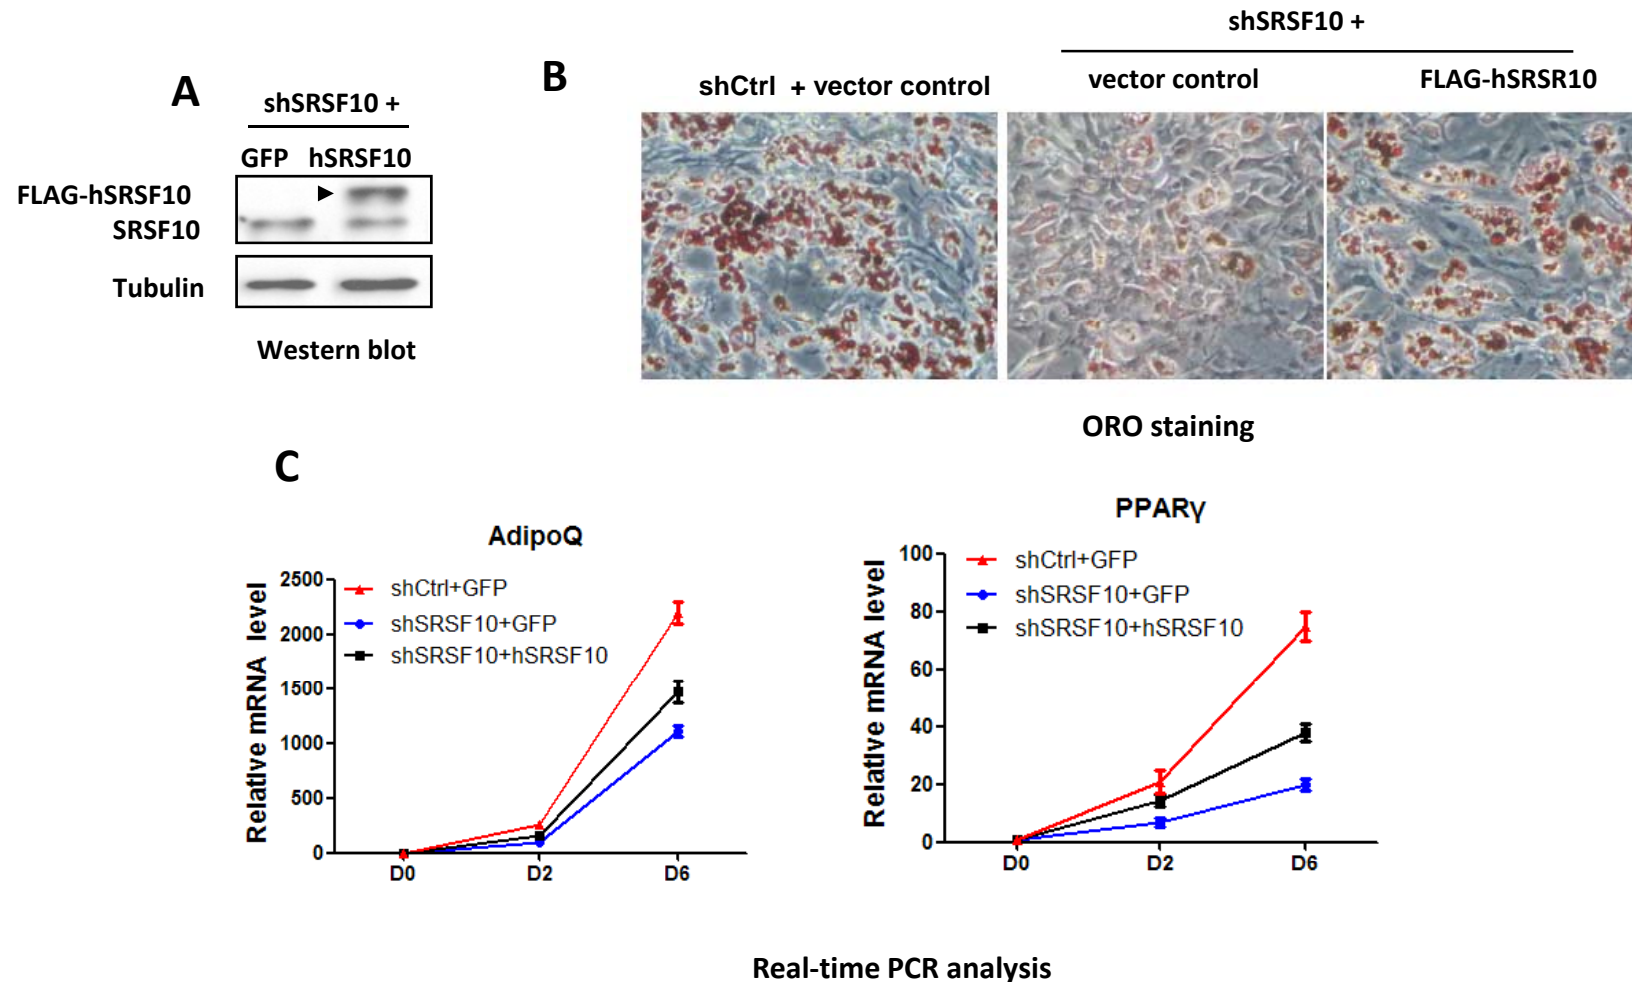 A
shSRSF10 +
GFP hSRSF10
FLAG-hSRSF10
SRSF10
Tubulin
Western blot
B
shSRSF10 +
shCtrl + vector control
vector control
FLAG-hSRSR10
ORO staining
C
AdipoQ
Relative mRNA level
2500
2000
1500
1000
500
0
shCtrl+GFP
shSRSF10+GFP
shSRSF10+hSRSF10
D0 D2 D6
PPARγ
Relative mRNA level
100
80
60
40
20
0
shCtrl+GFP
shSRSF10+GFP
shSRSF10+hSRSF10
D0 D2 D6
Real-time PCR analysis